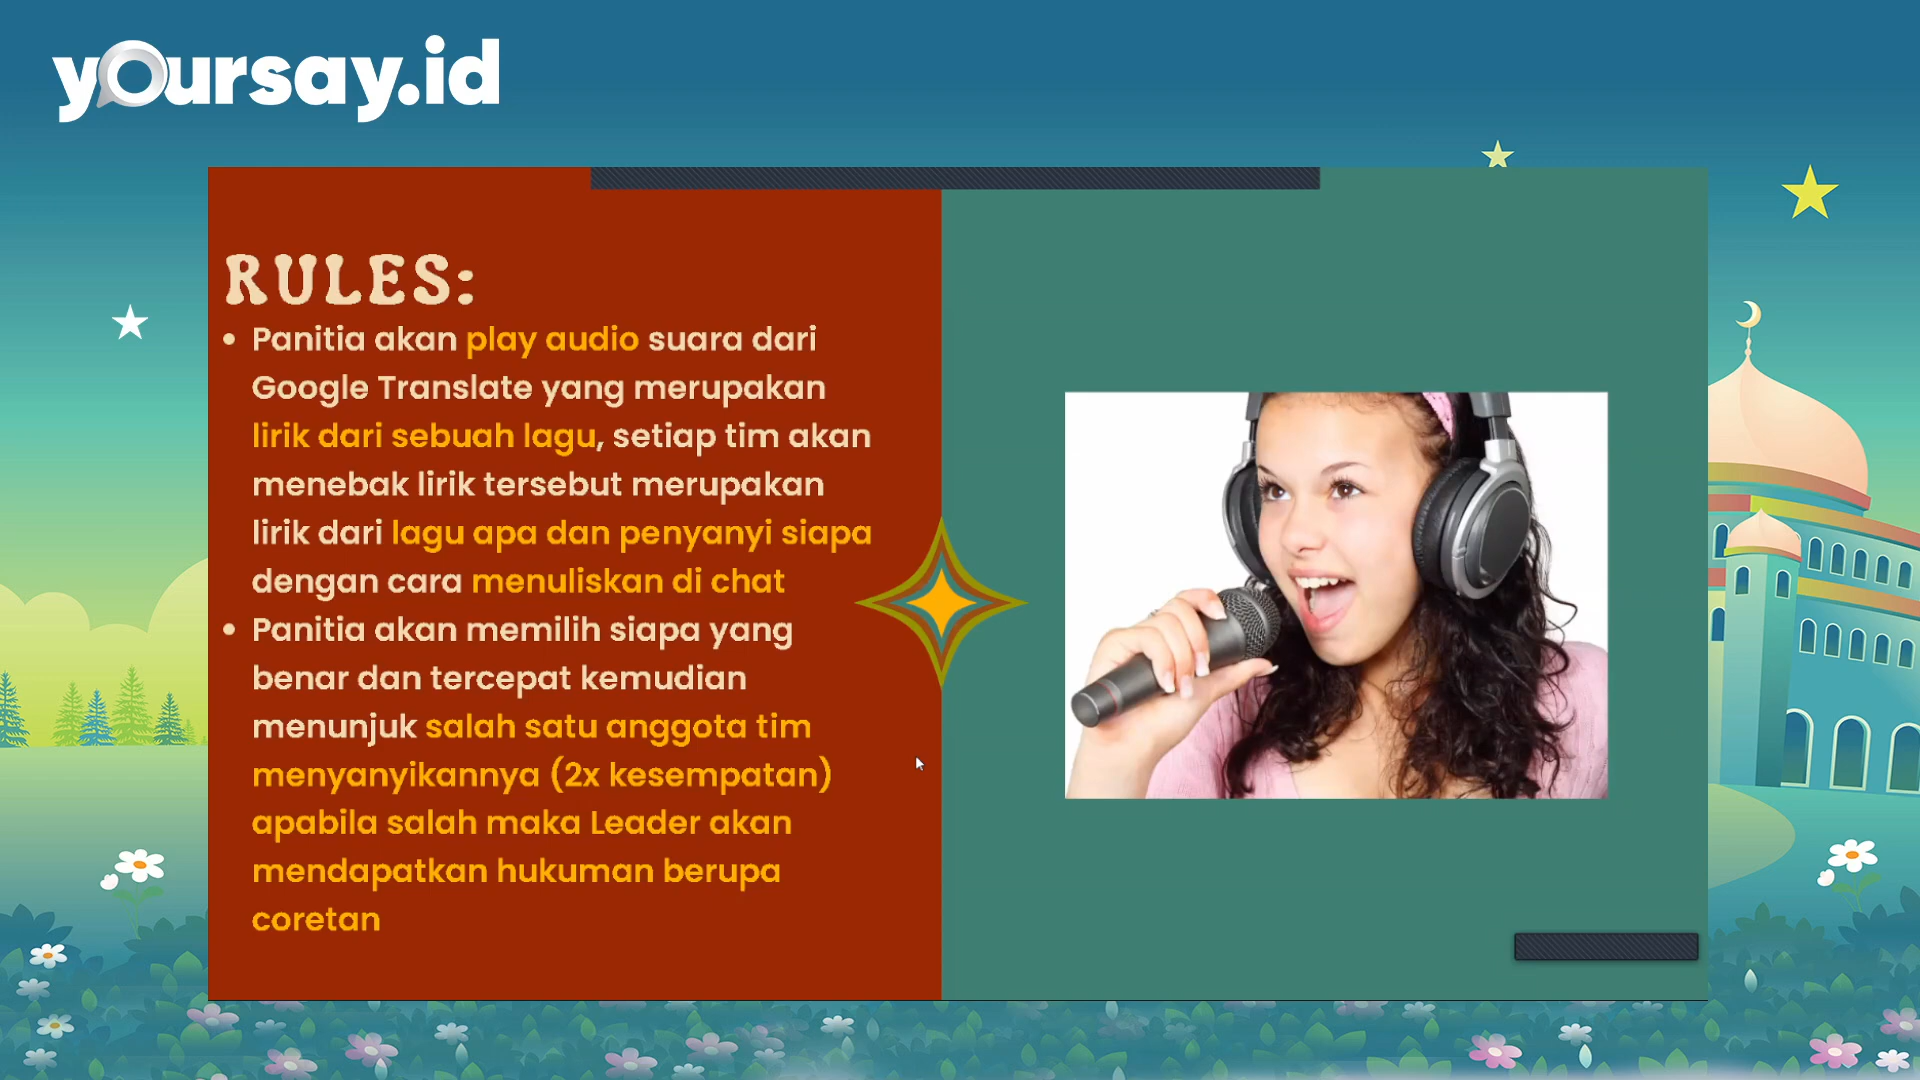 yoursay.id
RULES:
• Panitia akan play audio suara dari
Google Translate yang merupakan
lirik dari sebuah lagu, setiap tim akan
menebak lirik tersebut merupakan
lirik dari lagu apa dan penyanyi siapa
dengan cara menuliskan di chat
• Panitia akan memilih siapa yang
benar dan tercepat kemudian
menunjuk salah satu anggota tim
menyanyikannya (2x kesempatan)
apabila salah maka Leader akan
mendapatkan hukuman berupa
coretan